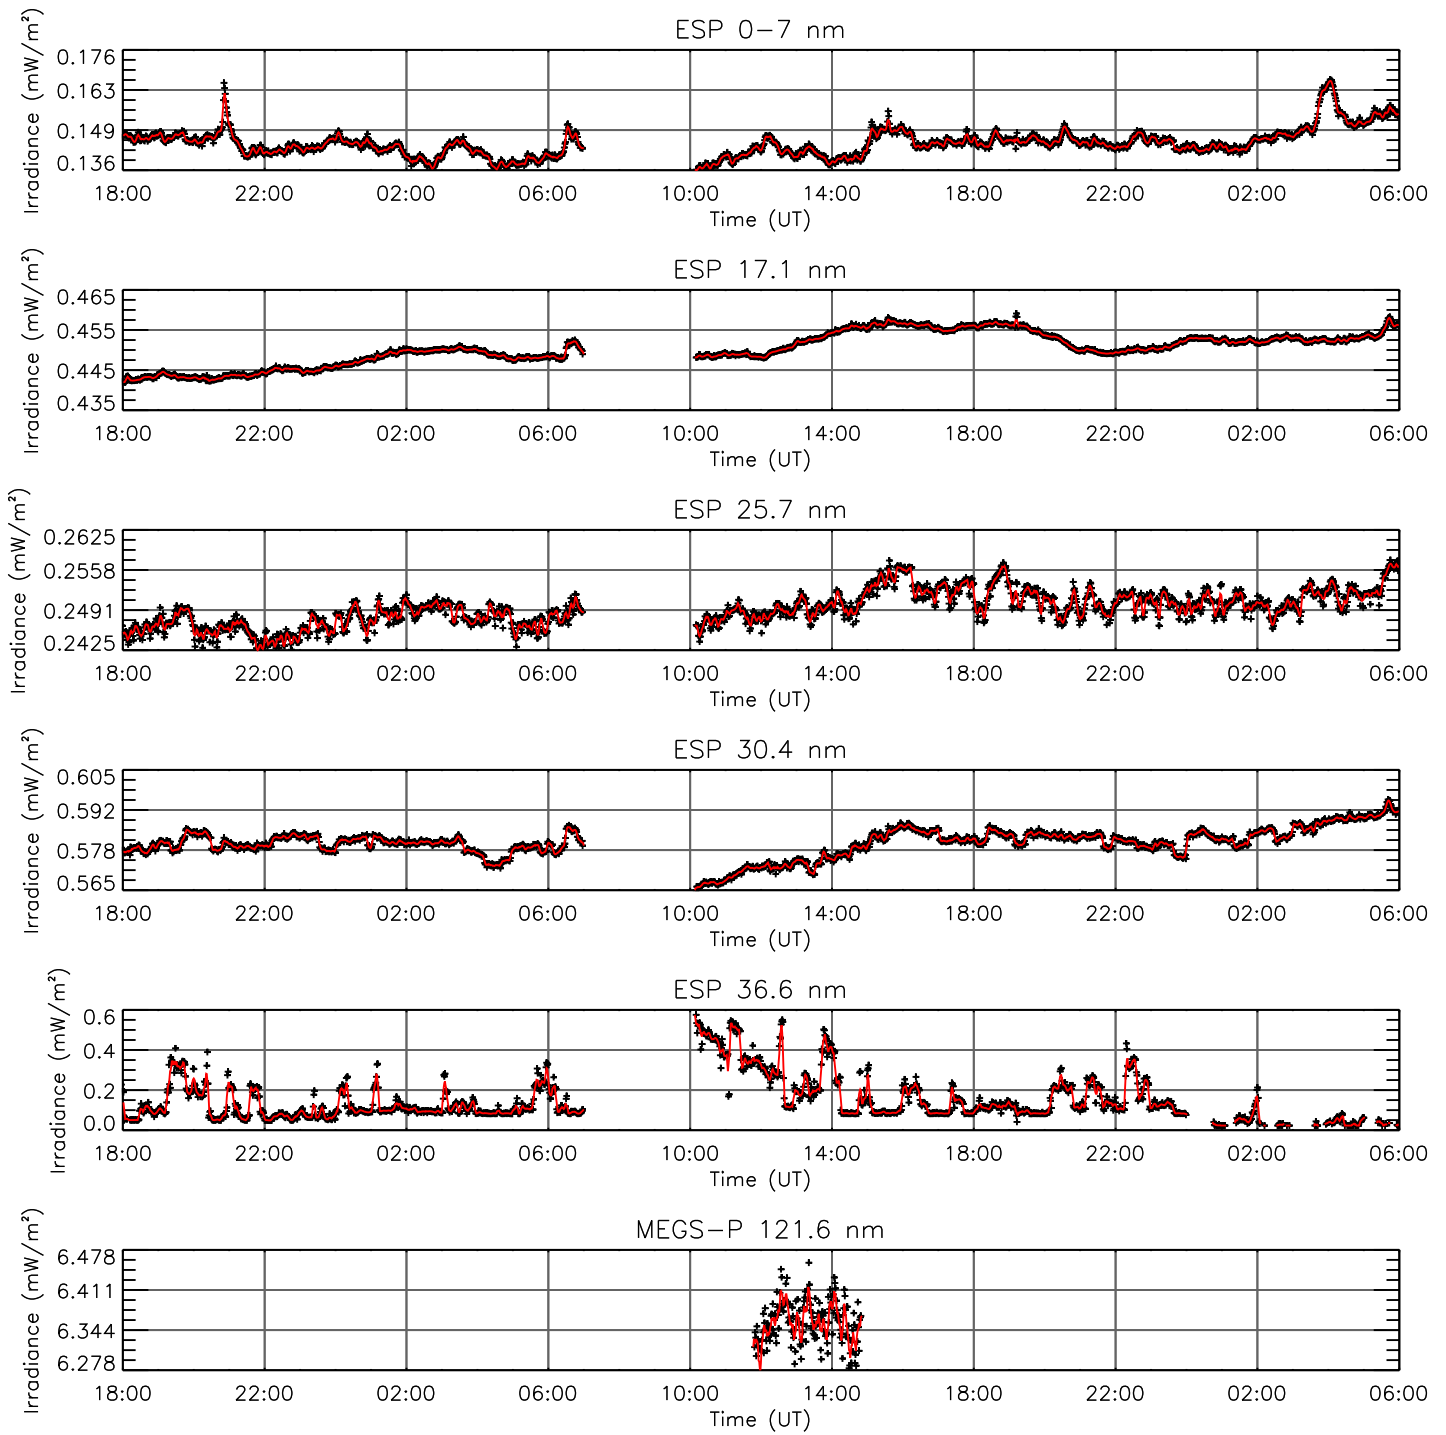 ESP 0-7 nm
Irradiance (mW/m²)
0.176
0.163
0.149
0.136
18:00 22:00 02:00 06:00 10:00 14:00 18:00 22:00 02:00 06:00
Time (UT)
ESP 17.1 nm
Irradiance (mW/m²)
0.465
0.455
0.445
0.435
18:00 22:00 02:00 06:00 10:00 14:00 18:00 22:00 02:00 06:00
Time (UT)
ESP 25.7 nm
Irradiance (mW/m²)
0.2625
0.2558
0.2491
0.2425
18:00 22:00 02:00 06:00 10:00 14:00 18:00 22:00 02:00 06:00
Time (UT)
ESP 30.4 nm
Irradiance (mW/m²)
0.605
0.592
0.578
0.565
18:00 22:00 02:00 06:00 10:00 14:00 18:00 22:00 02:00 06:00
Time (UT)
ESP 36.6 nm
Irradiance (mW/m²)
0.6
0.4
0.2
0.0
18:00 22:00 02:00 06:00 10:00 14:00 18:00 22:00 02:00 06:00
Time (UT)
MEGS-P 121.6 nm
Irradiance (mW/m²)
6.478
6.411
6.344
6.278
18:00 22:00 02:00 06:00 10:00 14:00 18:00 22:00 02:00 06:00
Time (UT)